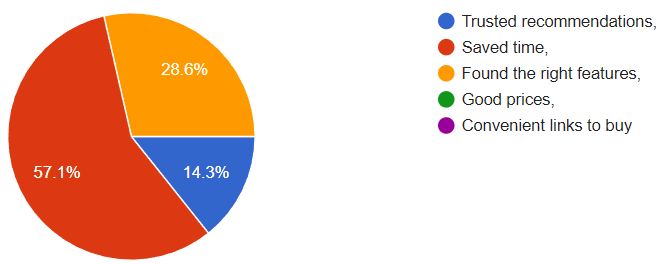 28.6%
57.1%
14.3%
Trusted recommendations,
Saved time,
Found the right features,
Good prices,
Convenient links to buy